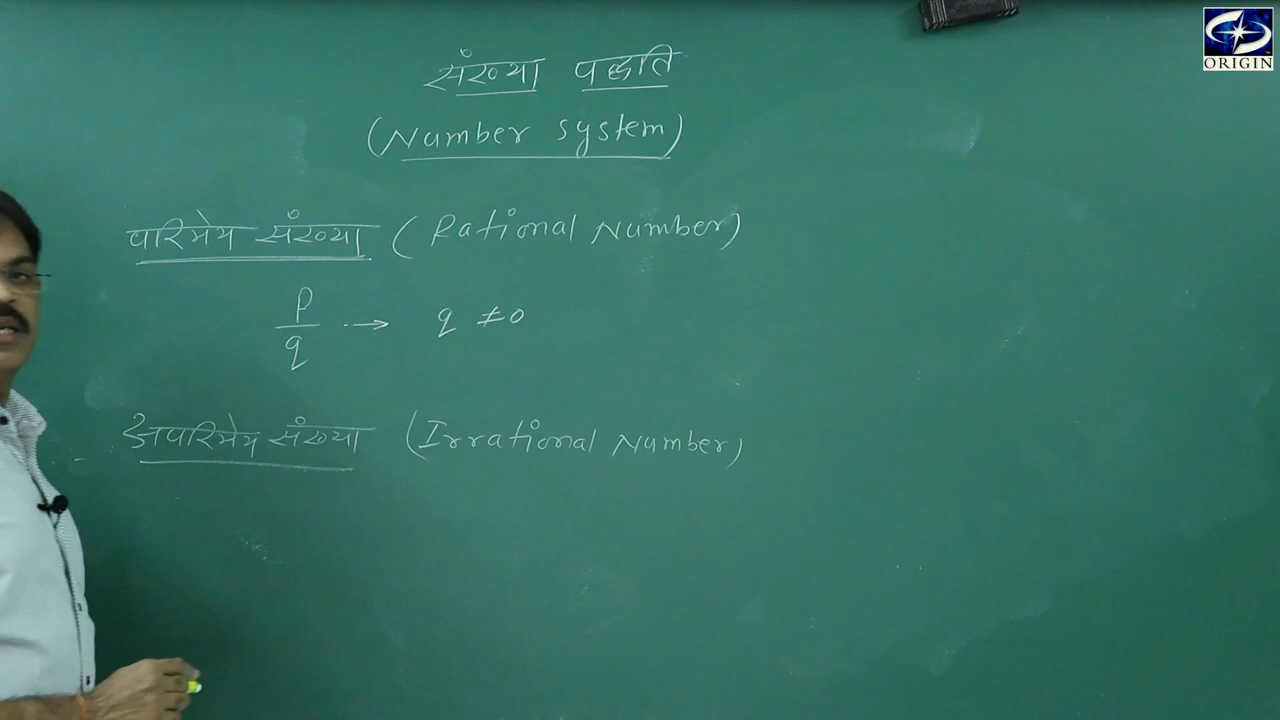 संख्या पद्धति
(Number system)
परिमेय संख्या (Rational Number)
p/q → q ≠ 0
अपरिमेय संख्या (Irrational Number)
ORIGIN